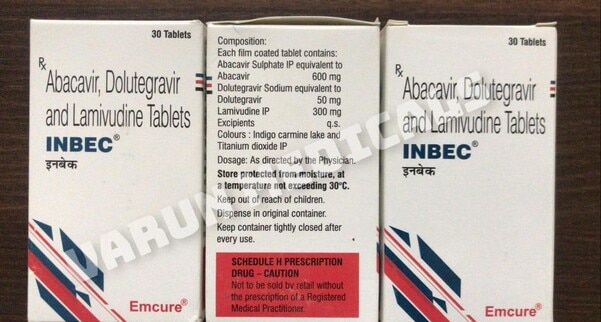 30 Tablets
Rx
Abacavir, Dolutegravir
and Lamivudine Tablets
INBEC®
इनबेक
Emcure®
Composition:
Each film coated tablet contains:
Abacavir Sulphate IP equivalent to
Abacavir 600 mg
Dolutegravir Sodium equivalent to
Dolutegravir 50 mg
Lamivudine IP 300 mg
Excipients q.s.
Colours : Indigo carmine lake and
Titanium dioxide IP
Dosage: As directed by the Physician.
Store protected from moisture, at
a temperature not exceeding 30°C.
Keep out of reach of children.
Dispense in original container.
Keep container tightly closed after
every use.
SCHEDULE H PRESCRIPTION
DRUG – CAUTION
Not to be sold by retail without
the prescription of a Registered
Medical Practitioner.
30 Tablets
Rx
Abacavir, Dolutegravir
and Lamivudine Tablets
INBEC®
इनबेक
Emcure®
VARUN MEDICALS